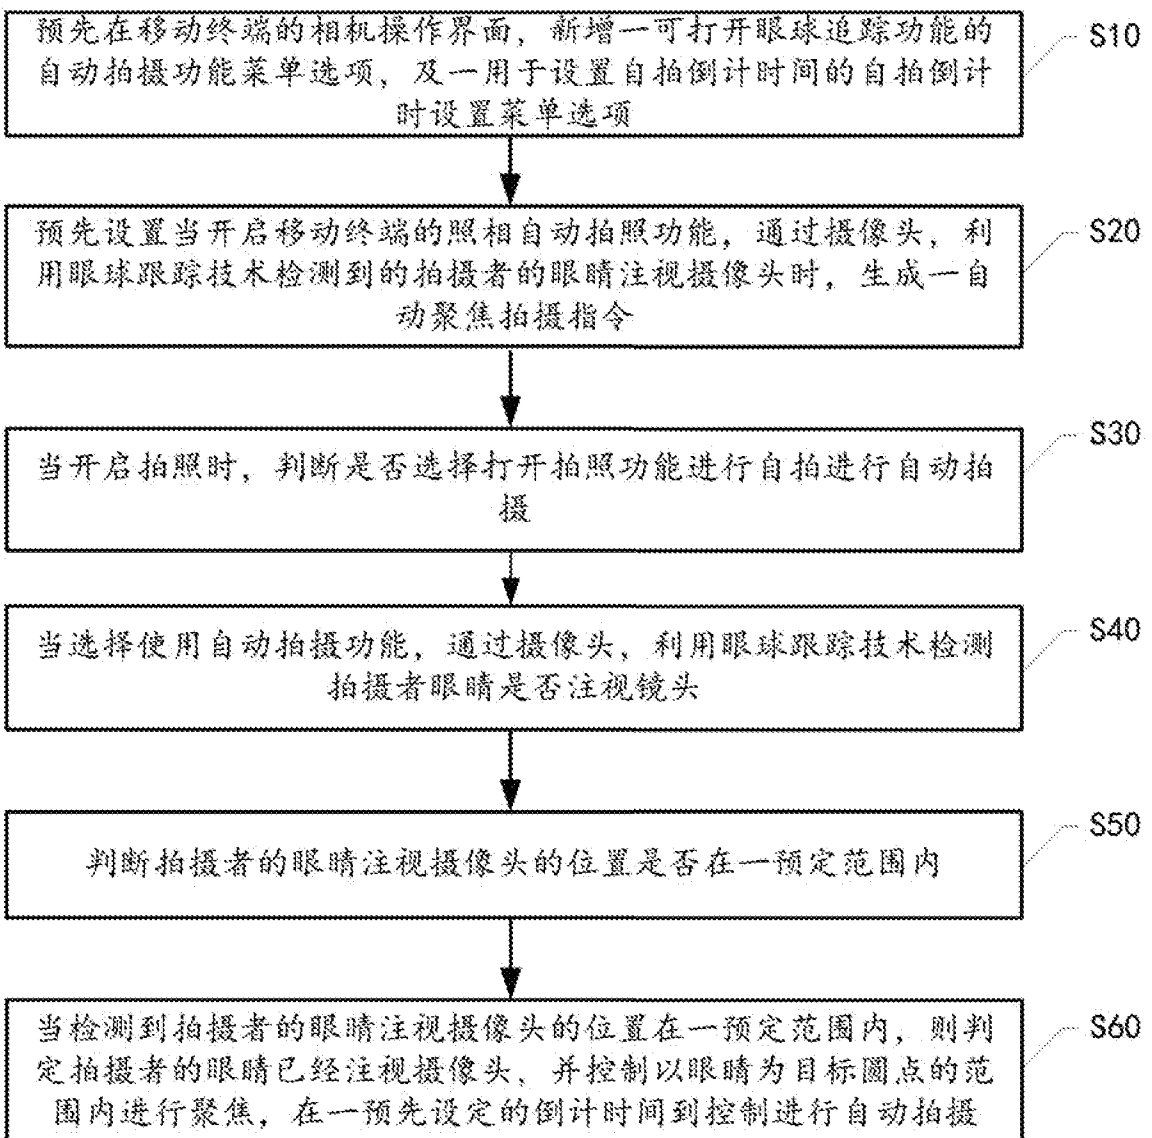 预先在移动终端的相机操作界面，新增一可打开眼球追踪功能的
自动拍摄功能菜单选项，及一用于设置自拍倒计时间的自拍倒计
时设置菜单选项
S10
预先设置当开启移动终端的照相自动拍照功能，通过摄像头，利
用眼球跟踪技术检测到的拍摄者的眼睛注视摄像头时，生成一自
动聚焦拍摄指令
S20
当开启拍照时，判断是否选择打开拍照功能进行自拍进行自动拍
摄
S30
当选择使用自动拍摄功能，通过摄像头，利用眼球跟踪技术检测
拍摄者眼睛是否注视镜头
S40
判断拍摄者的眼睛注视摄像头的位置是否在一预定范围内
S50
当检测到拍摄者的眼睛注视摄像头的位置在一预定范围内，则判
定拍摄者的眼睛已经注视摄像头、并控制以眼睛为目标圆点的范
围内进行聚焦，在一预先设定的倒计时间到控制进行自动拍摄
S60